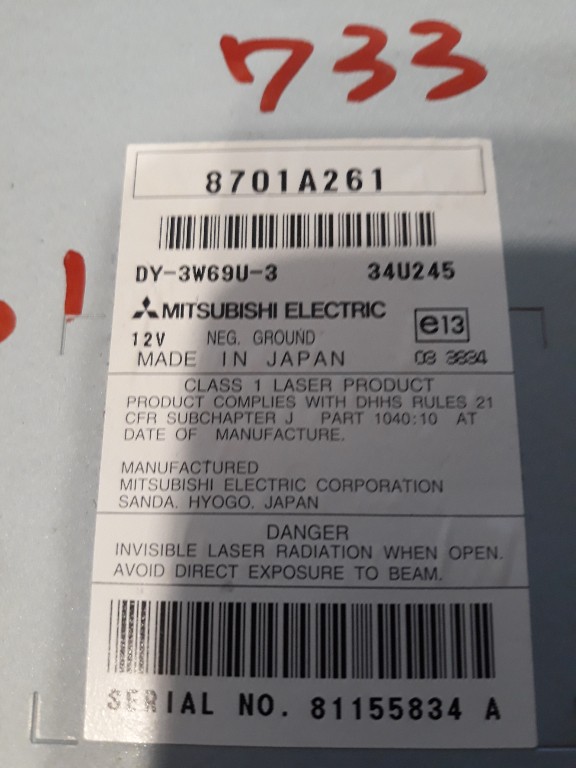 733
8701A261
DY-3W69U-3 34U245
MITSUBISHI ELECTRIC
e13
12V NEG. GROUND
MADE IN JAPAN 03 3834
CLASS 1 LASER PRODUCT
PRODUCT COMPLIES WITH DHHS RULES 21
CFR SUBCHAPTER J PART 1040:10 AT
DATE OF MANUFACTURE.
MANUFACTURED
MITSUBISHI ELECTRIC CORPORATION
SANDA. HYOGO. JAPAN
DANGER
INVISIBLE LASER RADIATION WHEN OPEN.
AVOID DIRECT EXPOSURE TO BEAM.
SERIAL NO. 81155834 A